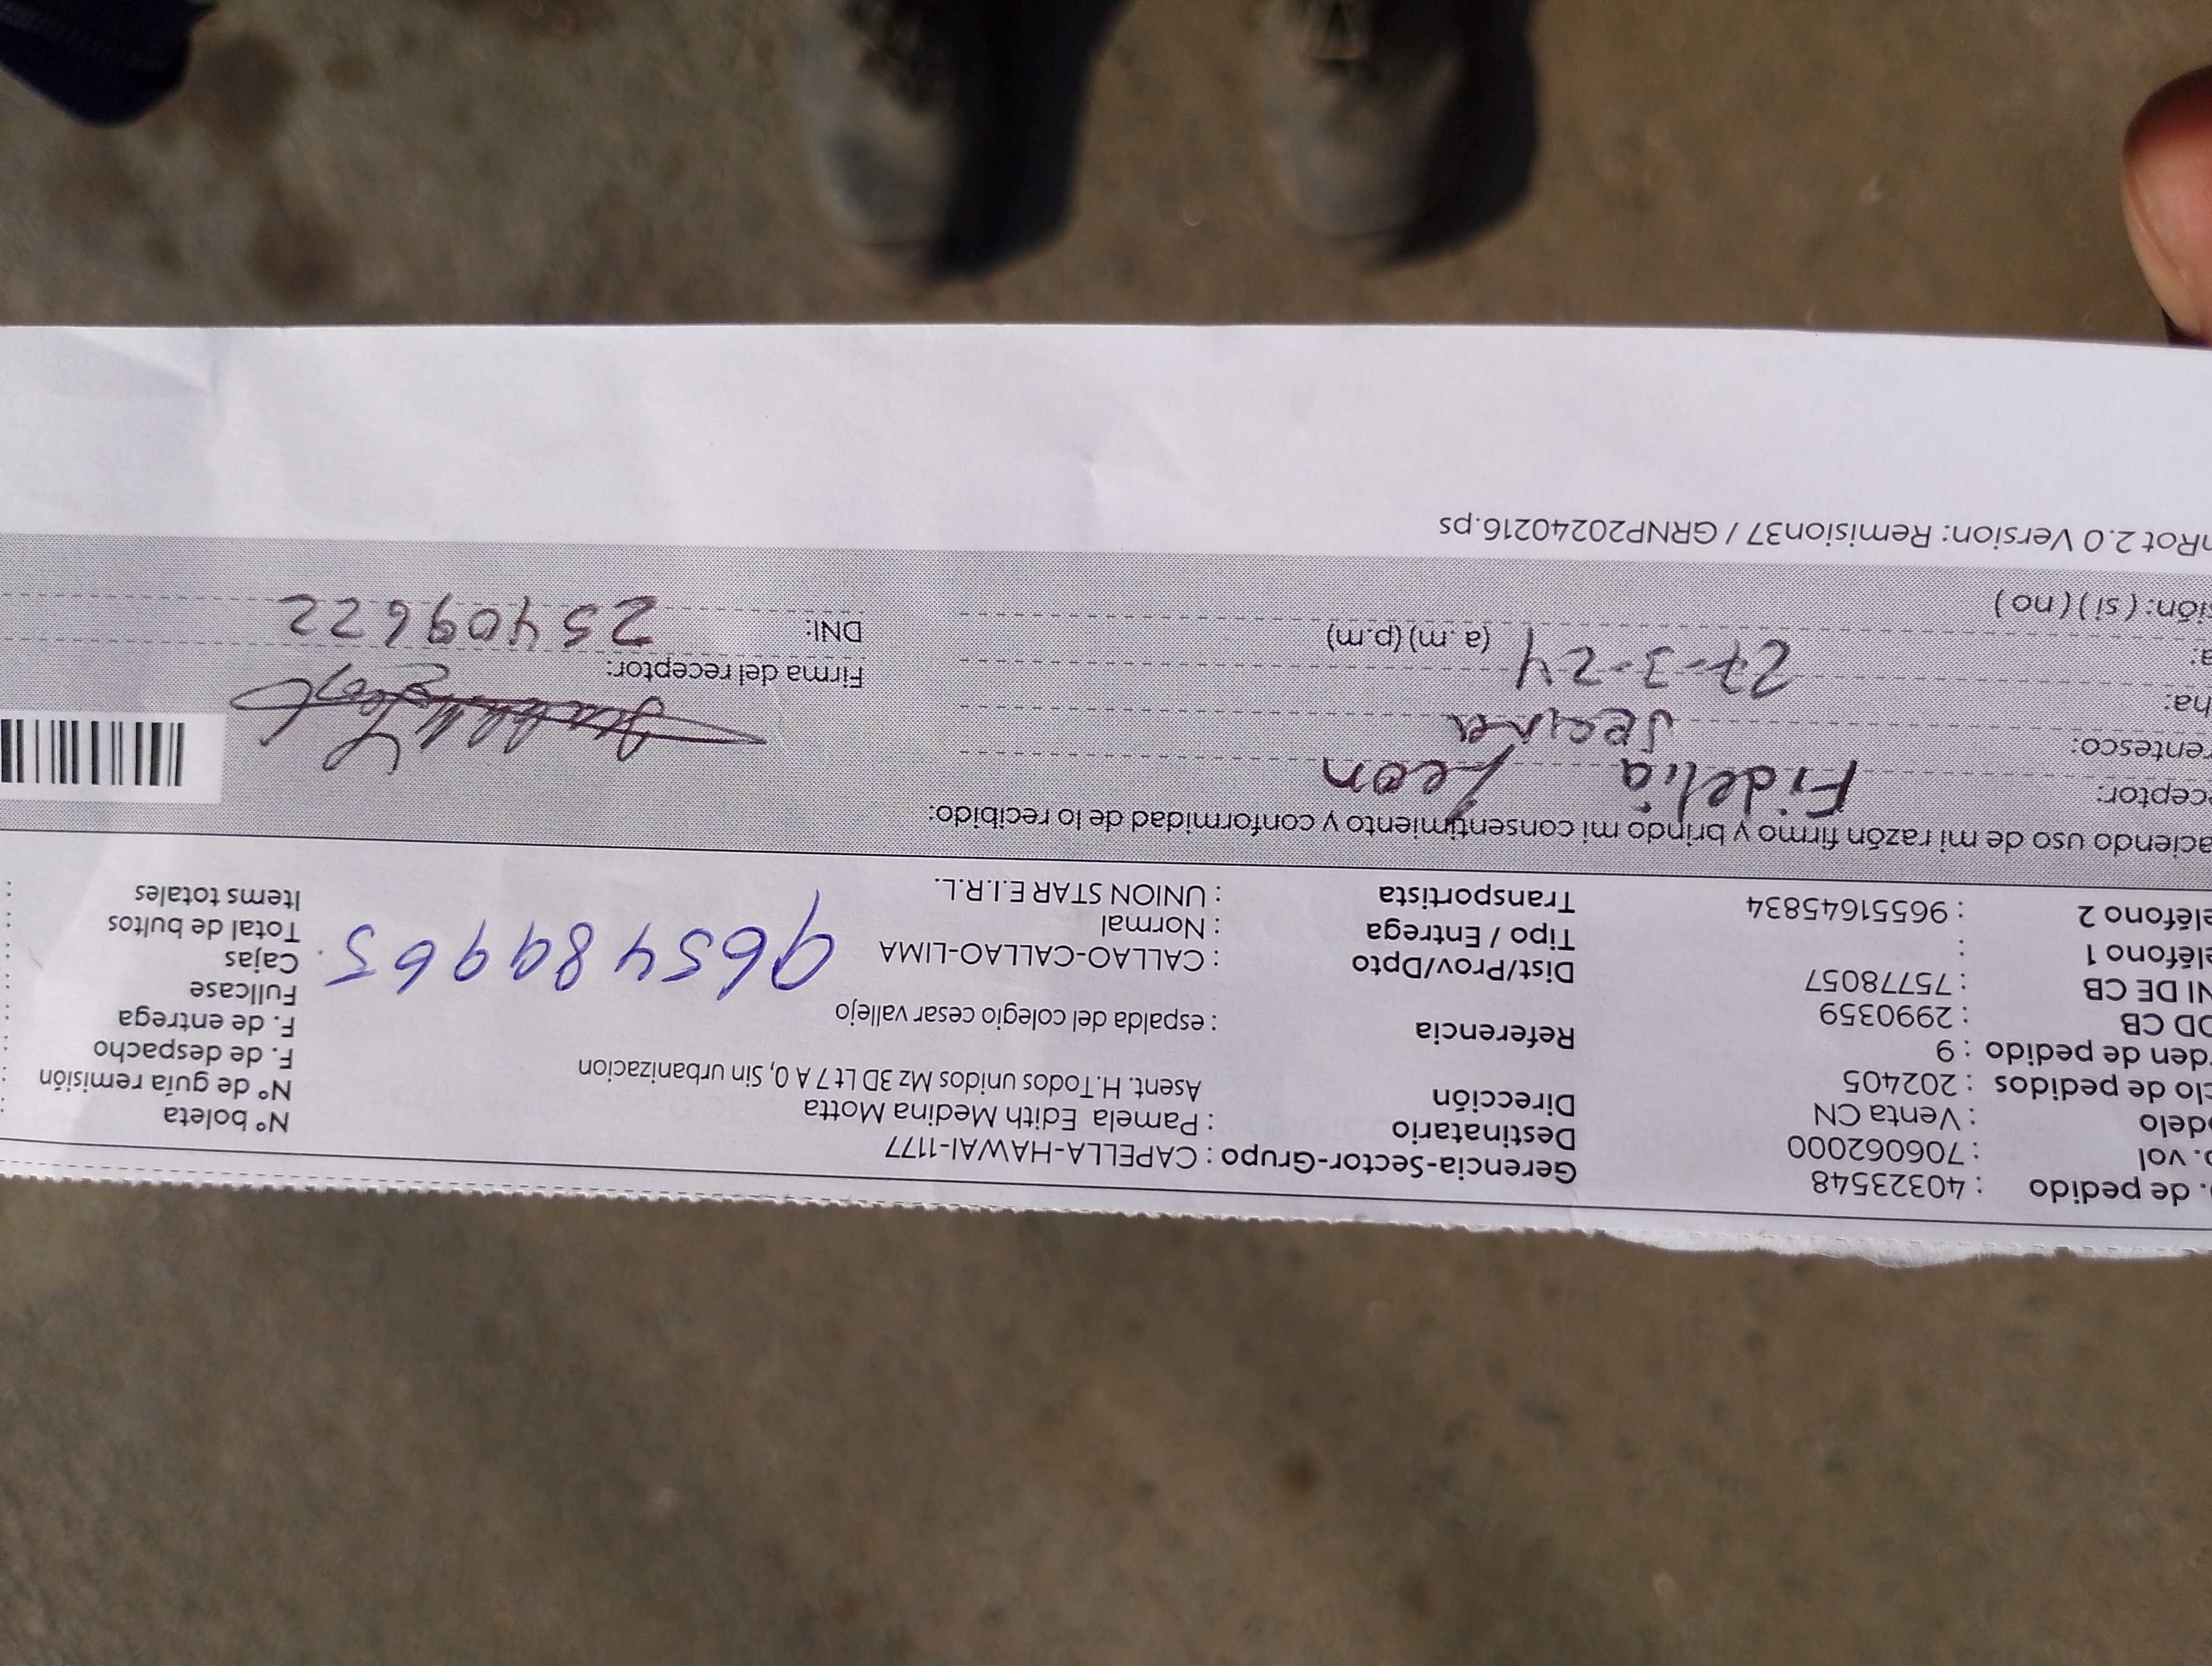 . de pedido : 40323548
. vol : 706062000
delo : Venta CN
clo de pedidos : 202405
den de pedido : 9
OD CB : 2990359
NI DE CB : 75778057
eléfono 1 :
eléfono 2 : 96551645834
Gerencia-Sector-Grupo : CAPELLA-HAWAI-1177
Destinatario : Pamela Edith Medina Motta
Dirección Asent. H.Todos unidos Mz 3D Lt 7 A 0, Sin urbanizacion
Referencia : espalda del colegio cesar vallejo
Dist/Prov/Dpto : CALLAO-CALLAO-LIMA
Tipo / Entrega : Normal
Transportista : UNION STAR E.I.R.L.
965489965
N° boleta :
N° de guía remisión :
F. de despacho :
F. de entrega :
Fullcase :
Cajas :
Total de bultos :
Items totales :
aciendo uso de mi razón firmo y brindo mi consentimiento y conformidad de lo recibido:
ceptor: Fidelia Leon
rentesco:
ha: 27-3-24
a: (a.m) (p.m)
sión: ( si ) ( no )
Firma del receptor:
DNI: 25409622
nRot 2.0 Version: Remision37 / GRNP20240216.ps